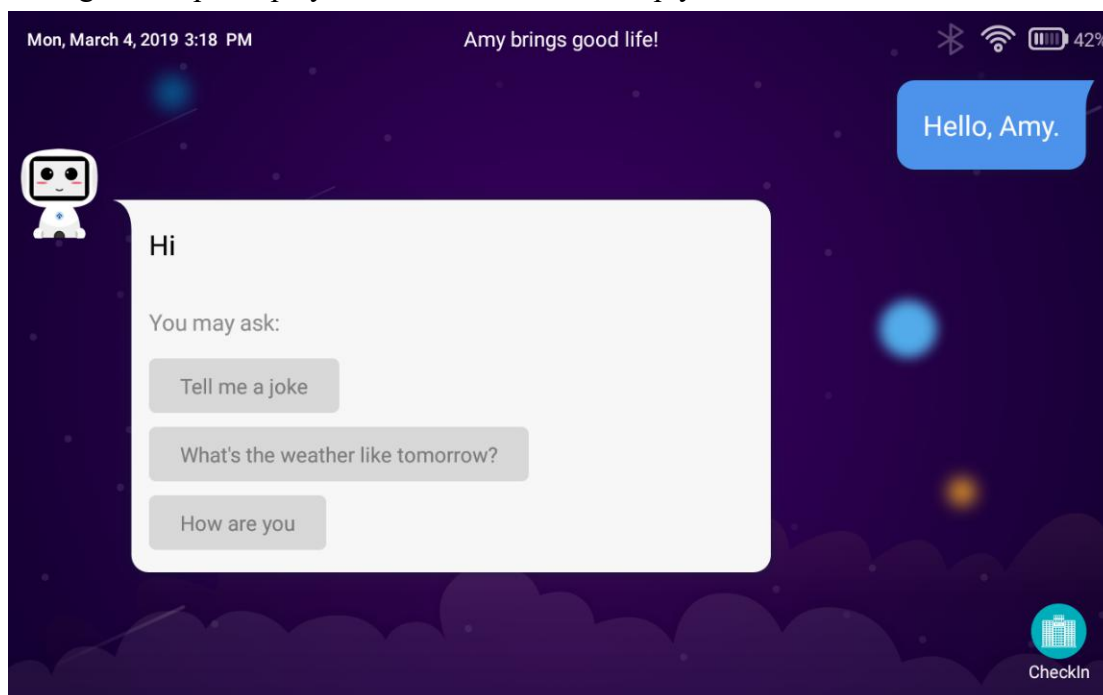 Mon, March 4, 2019 3:18 PM Amy brings good life! 42%
Hello, Amy.
Hi
You may ask:
Tell me a joke
What's the weather like tomorrow?
How are you
CheckIn